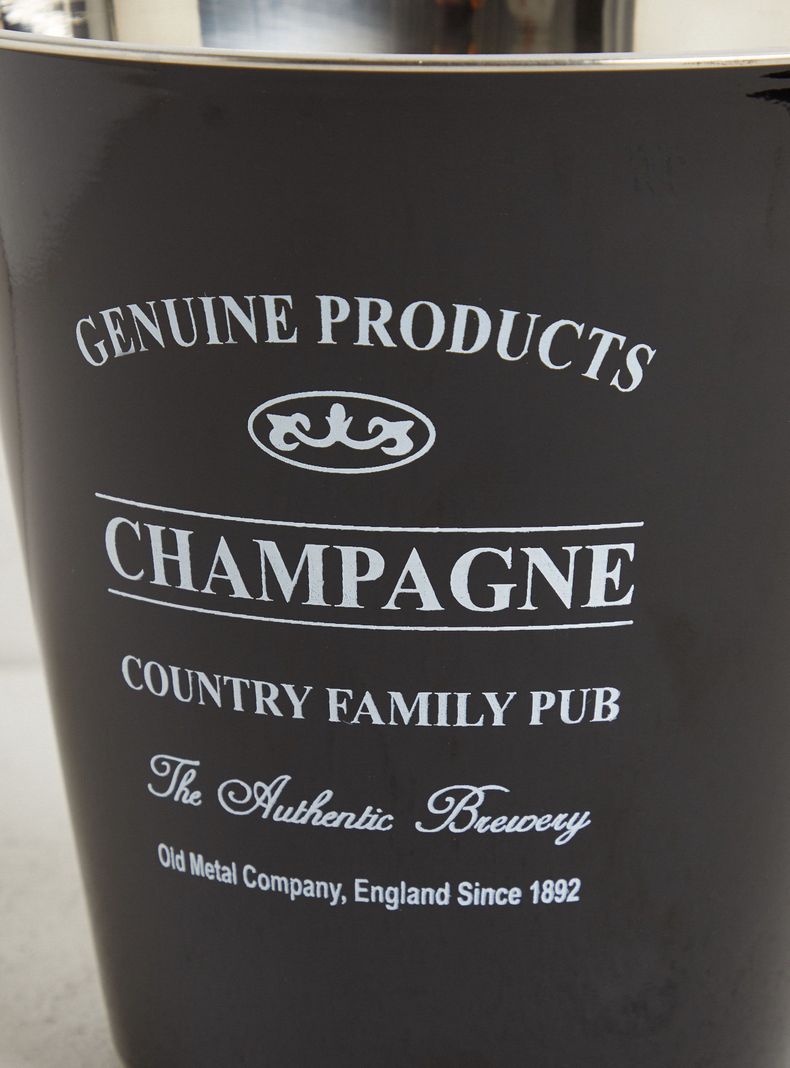 GENUINE PRODUCTS
CHAMPAGNE
COUNTRY FAMILY PUB
The Authentic Brewery
Old Metal Company, England Since 1892